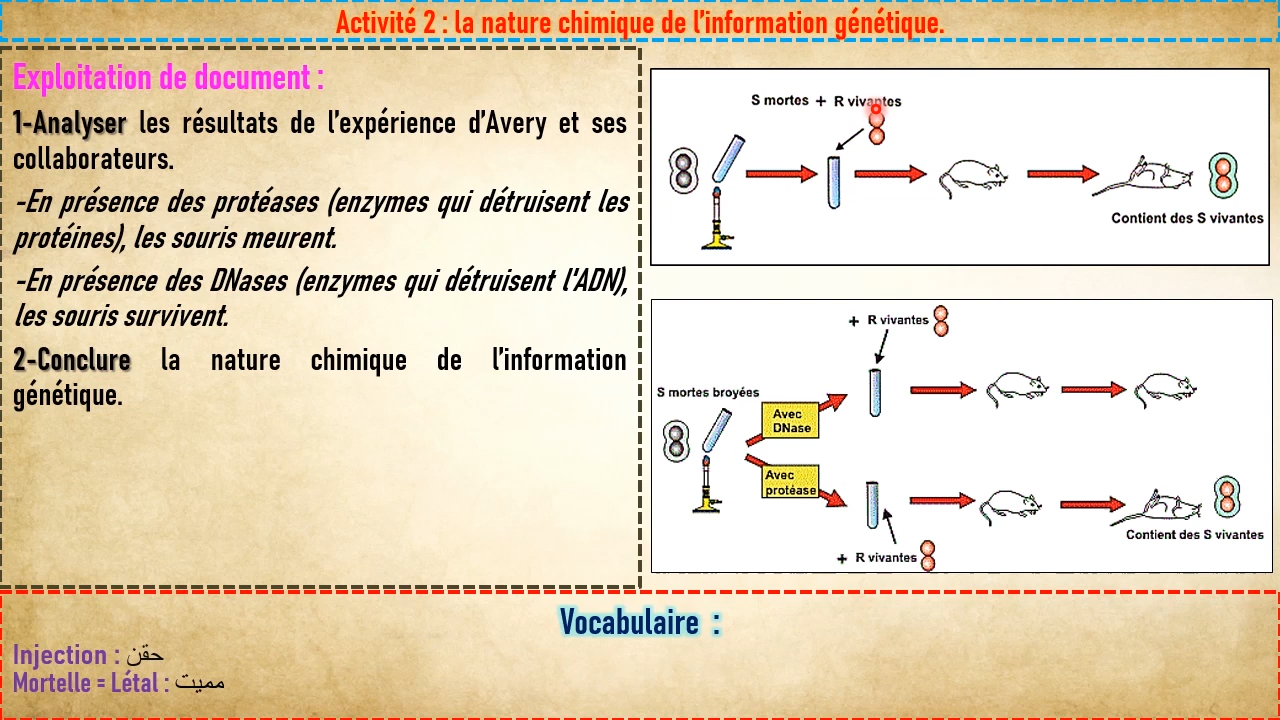 Activité 2 : la nature chimique de l’information génétique.
Exploitation de document :
1-Analyser les résultats de l’expérience d’Avery et ses
collaborateurs.
-En présence des protéases (enzymes qui détruisent les
protéines), les souris meurent.
-En présence des DNases (enzymes qui détruisent l'ADN),
les souris survivent.
2-Conclure la nature chimique de l’information
génétique.
S mortes + R vivantes
Contient des S vivantes
+ R vivantes
S mortes broyées
Avec
DNase
Avec
protéase
Contient des S vivantes
+ R vivantes
Vocabulaire :
Injection : حقن
Mortelle = Létal : مميت